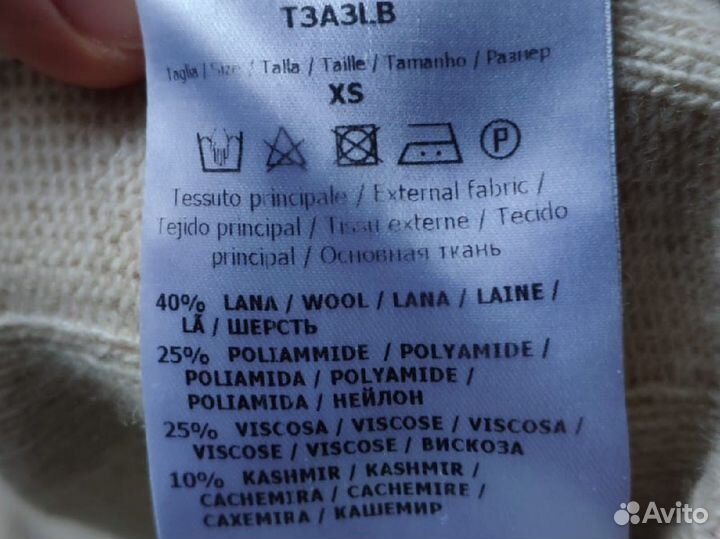 T3A3LB
Taglia / Size / Talla / Taille / Tamanho / Размер
XS
P
Tessuto principale / External fabric /
Tejido principal / Tissu externe / Tecido
principal / Основная ткань
40% LANA / WOOL / LANA / LAINE /
LÃ / ШЕРСТЬ
25% POLIAMMIDE / POLYAMIDE /
POLIAMIDA / POLYAMIDE /
POLIAMIDA / НЕЙЛОН
25% VISCOSA / VISCOSE / VISCOSA /
VISCOSE / VISCOSE / ВИСКОЗА
10% KASHMIR / KASHMIR /
CACHEMIRA / CACHEMIRE /
CAXEMIRA / КАШЕМИР
Avito